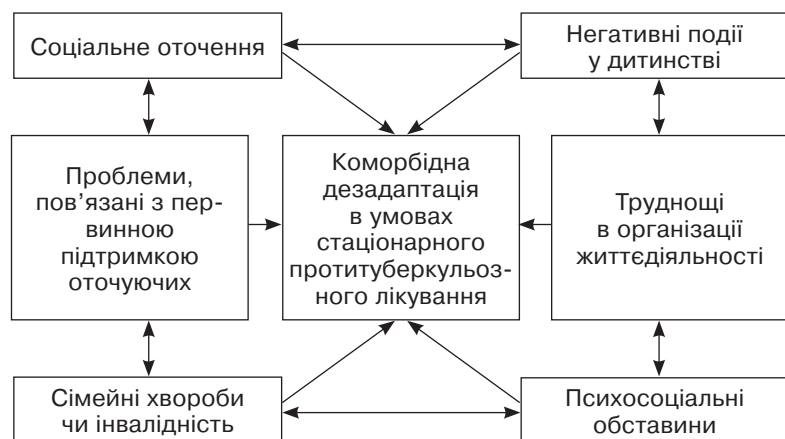 Соціальне оточення
Негативні події
у дитинстві
Проблеми,
пов’язані з пер-
винною
підтримкою
оточуючих
Коморбідна
дезадаптація
в умовах
стаціонарного
протитуберкульоз-
ного лікування
Труднощі
в організації
життєдіяльності
Сімейні хвороби
чи інвалідність
Психосоціальні
обставини